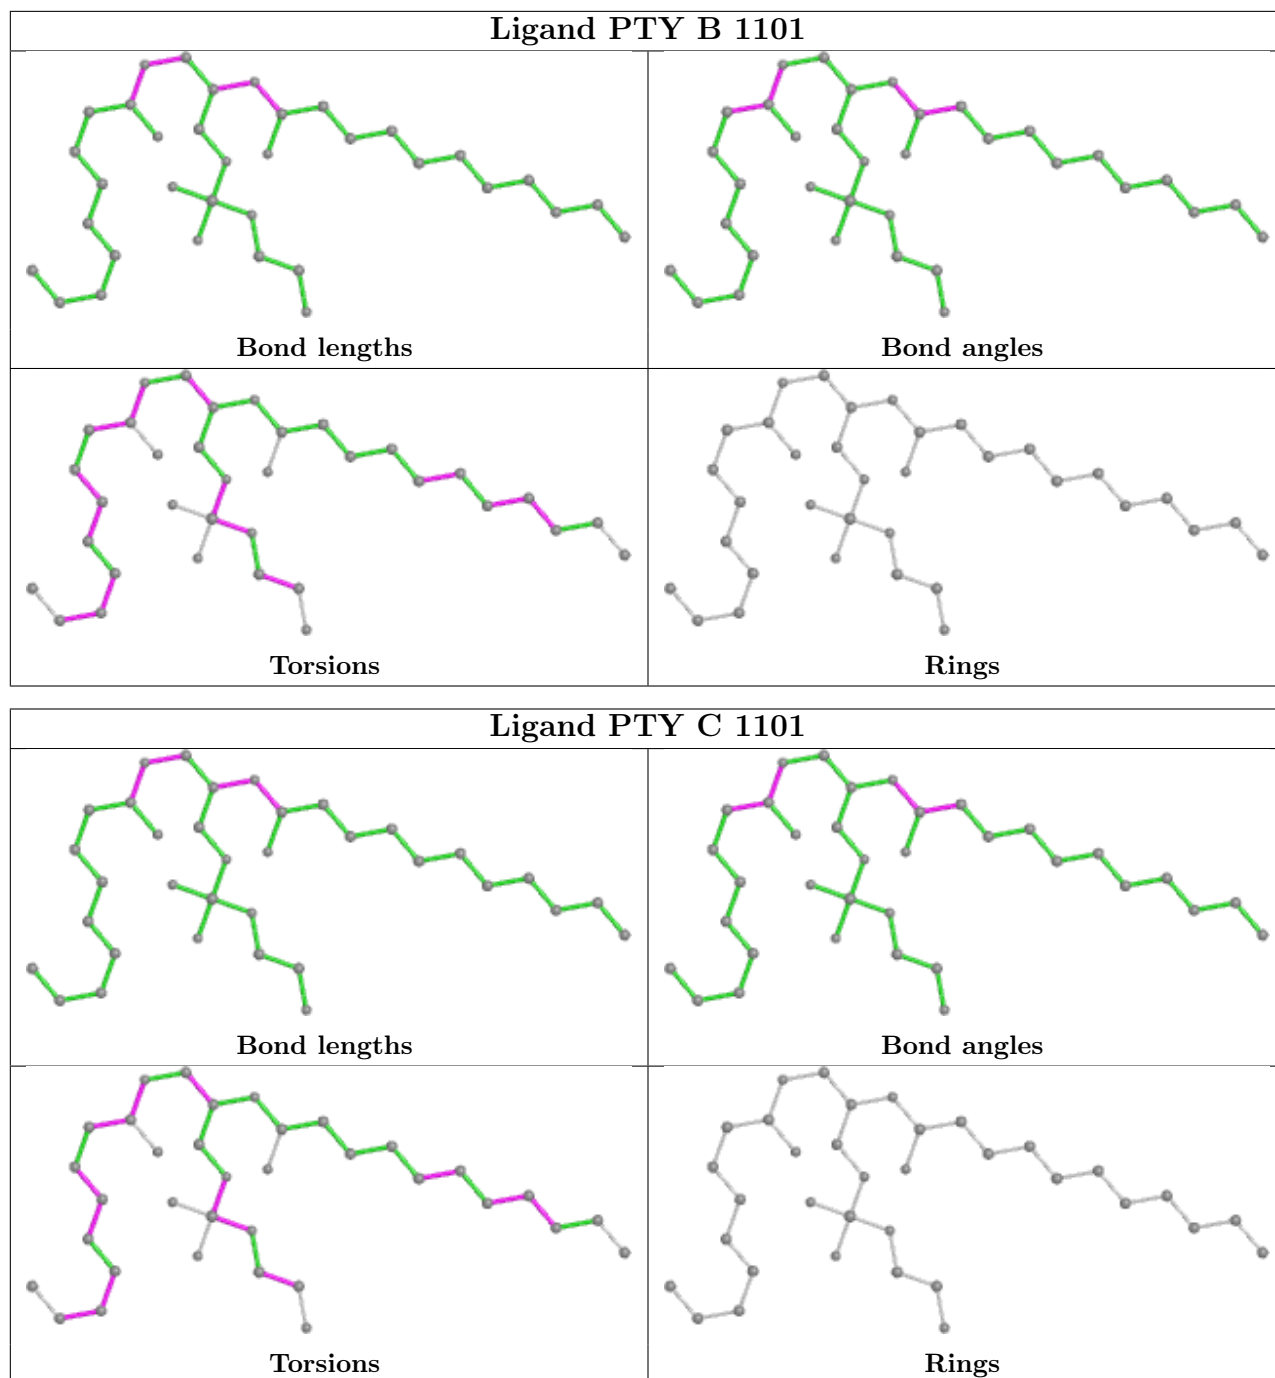 Ligand PTY B 1101
Bond lengths
Bond angles
Torsions
Rings
Ligand PTY C 1101
Bond lengths
Bond angles
Torsions
Rings